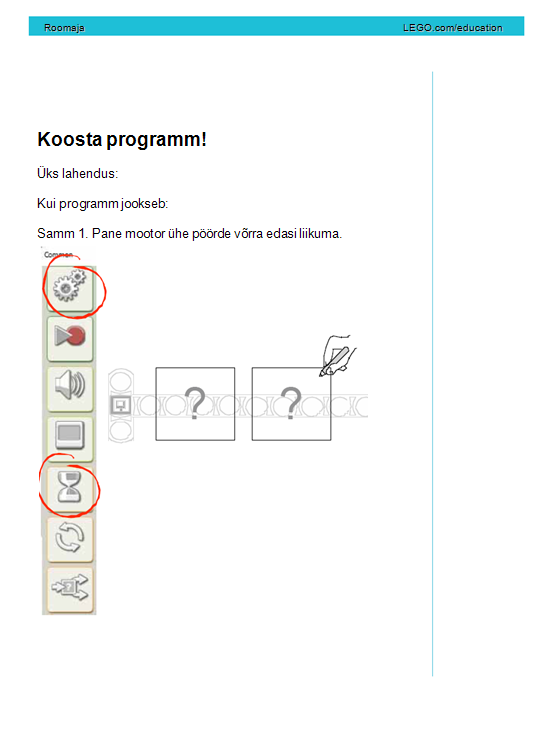 Roomaja
LEGO.com/education
Koosta programm!
Üks lahendus:
Kui programm jookseb:
Samm 1. Pane mootor ühe pöörde võrra edasi liikuma.
Common
? ?